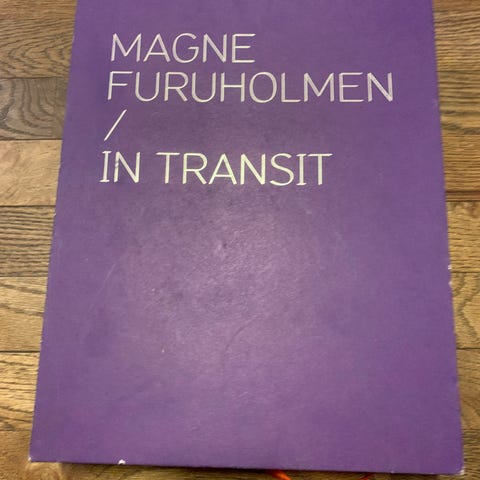 MAGNE
FURUHOLMEN
/
IN TRANSIT